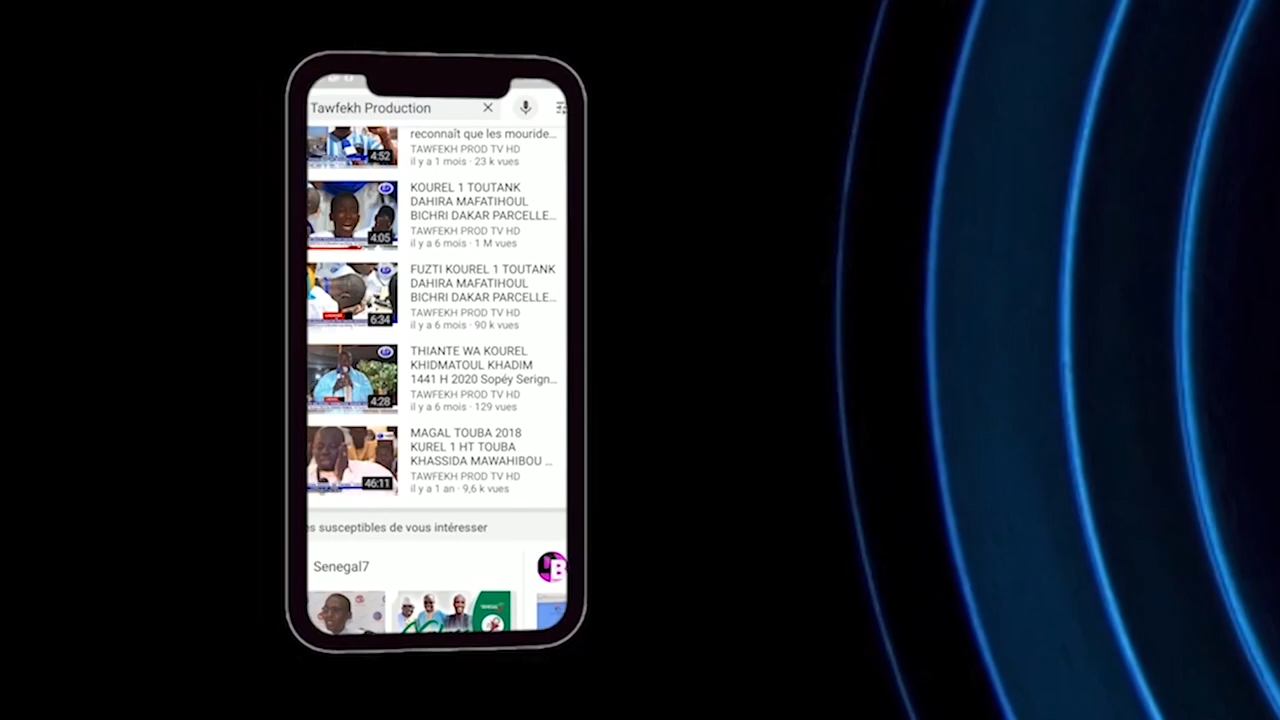 Tawfekh Production
reconnaît que les mouride...
TAWFEKH PROD TV HD
il y a 1 mois · 23 k vues
4:52
KOUREL 1 TOUTANK
DAHIRA MAFATIHOUL
BICHRI DAKAR PARCELLE...
TAWFEKH PROD TV HD
il y a 6 mois · 1 M vues
4:05
FUZTI KOUREL 1 TOUTANK
DAHIRA MAFATIHOUL
BICHRI DAKAR PARCELLE...
TAWFEKH PROD TV HD
il y a 6 mois · 90 k vues
6:34
THIANTE WA KOUREL
KHIDMATOUL KHADIM
1441 H 2020 Sopéy Serign...
TAWFEKH PROD TV HD
il y a 6 mois · 129 vues
4:28
MAGAL TOUBA 2018
KUREL 1 HT TOUBA
KHASSIDA MAWAHIBOU ...
TAWFEKH PROD TV HD
il y a 1 an · 9,6 k vues
46:11
s susceptibles de vous intéresser
Senegal7